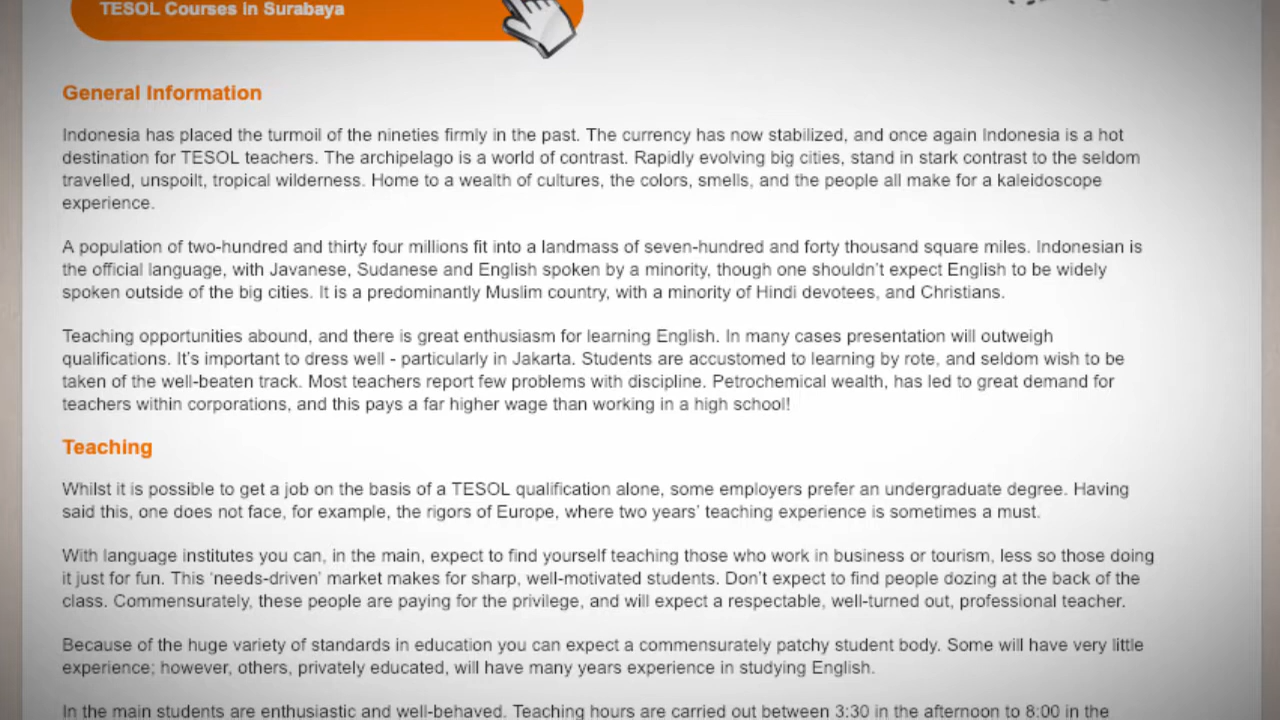 TESOL Courses in Surabaya
General Information
Indonesia has placed the turmoil of the nineties firmly in the past. The currency has now stabilized, and once again Indonesia is a hot
destination for TESOL teachers. The archipelago is a world of contrast. Rapidly evolving big cities, stand in stark contrast to the seldom
travelled, unspoilt, tropical wilderness. Home to a wealth of cultures, the colors, smells, and the people all make for a kaleidoscope
experience.
A population of two-hundred and thirty four millions fit into a landmass of seven-hundred and forty thousand square miles. Indonesian is
the official language, with Javanese, Sudanese and English spoken by a minority, though one shouldn't expect English to be widely
spoken outside of the big cities. It is a predominantly Muslim country, with a minority of Hindi devotees, and Christians.
Teaching opportunities abound, and there is great enthusiasm for learning English. In many cases presentation will outweigh
qualifications. It's important to dress well - particularly in Jakarta. Students are accustomed to learning by rote, and seldom wish to be
taken of the well-beaten track. Most teachers report few problems with discipline. Petrochemical wealth, has led to great demand for
teachers within corporations, and this pays a far higher wage than working in a high school!
Teaching
Whilst it is possible to get a job on the basis of a TESOL qualification alone, some employers prefer an undergraduate degree. Having
said this, one does not face, for example, the rigors of Europe, where two years' teaching experience is sometimes a must.
With language institutes you can, in the main, expect to find yourself teaching those who work in business or tourism, less so those doing
it just for fun. This 'needs-driven' market makes for sharp, well-motivated students. Don't expect to find people dozing at the back of the
class. Commensurately, these people are paying for the privilege, and will expect a respectable, well-turned out, professional teacher.
Because of the huge variety of standards in education you can expect a commensurately patchy student body. Some will have very little
experience; however, others, privately educated, will have many years experience in studying English.
In the main students are enthusiastic and well-behaved. Teaching hours are carried out between 3:30 in the afternoon to 8:00 in the